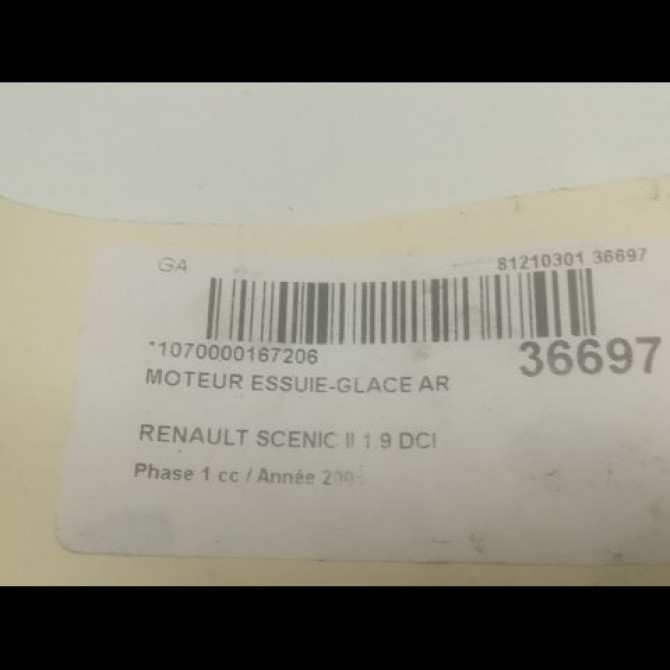 GA 81210301 36697
*1070000167206 36697
MOTEUR ESSUIE-GLACE AR
RENAULT SCENIC II 1.9 DCI
Phase 1 cc / Année